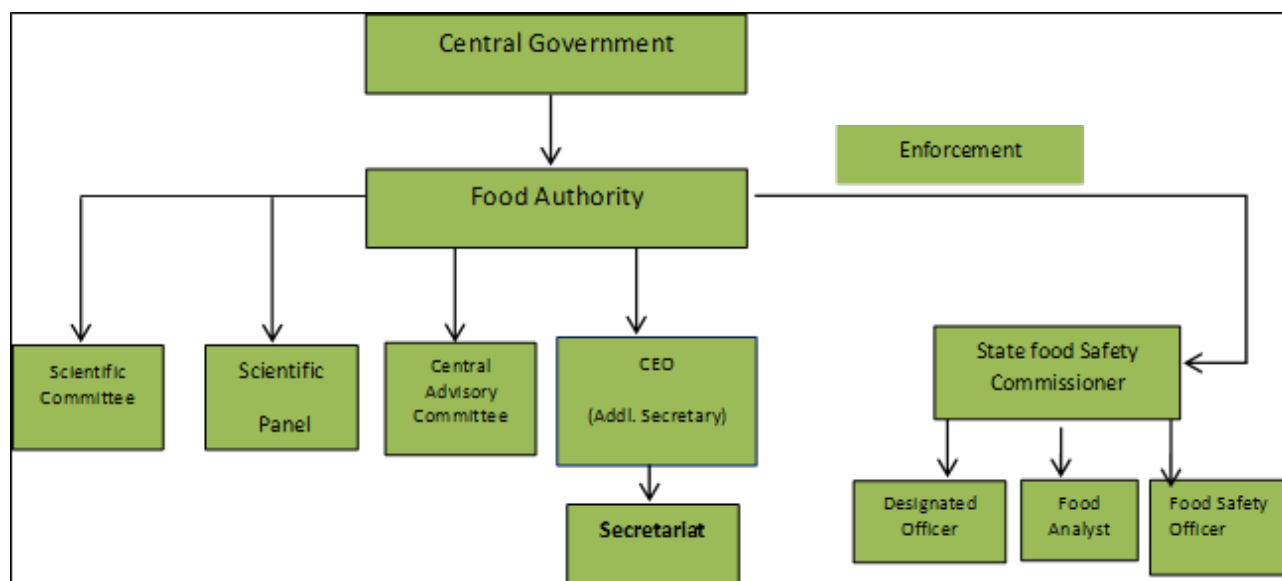 Central Government
Enforcement
Food Authority
Scientific
Committee
Scientific
Panel
Central
Advisory
Committee
CEO
(Addl. Secretary)
State food Safety
Commissioner
Secretariat
Designated
Officer
Food
Analyst
Food Safety
Officer